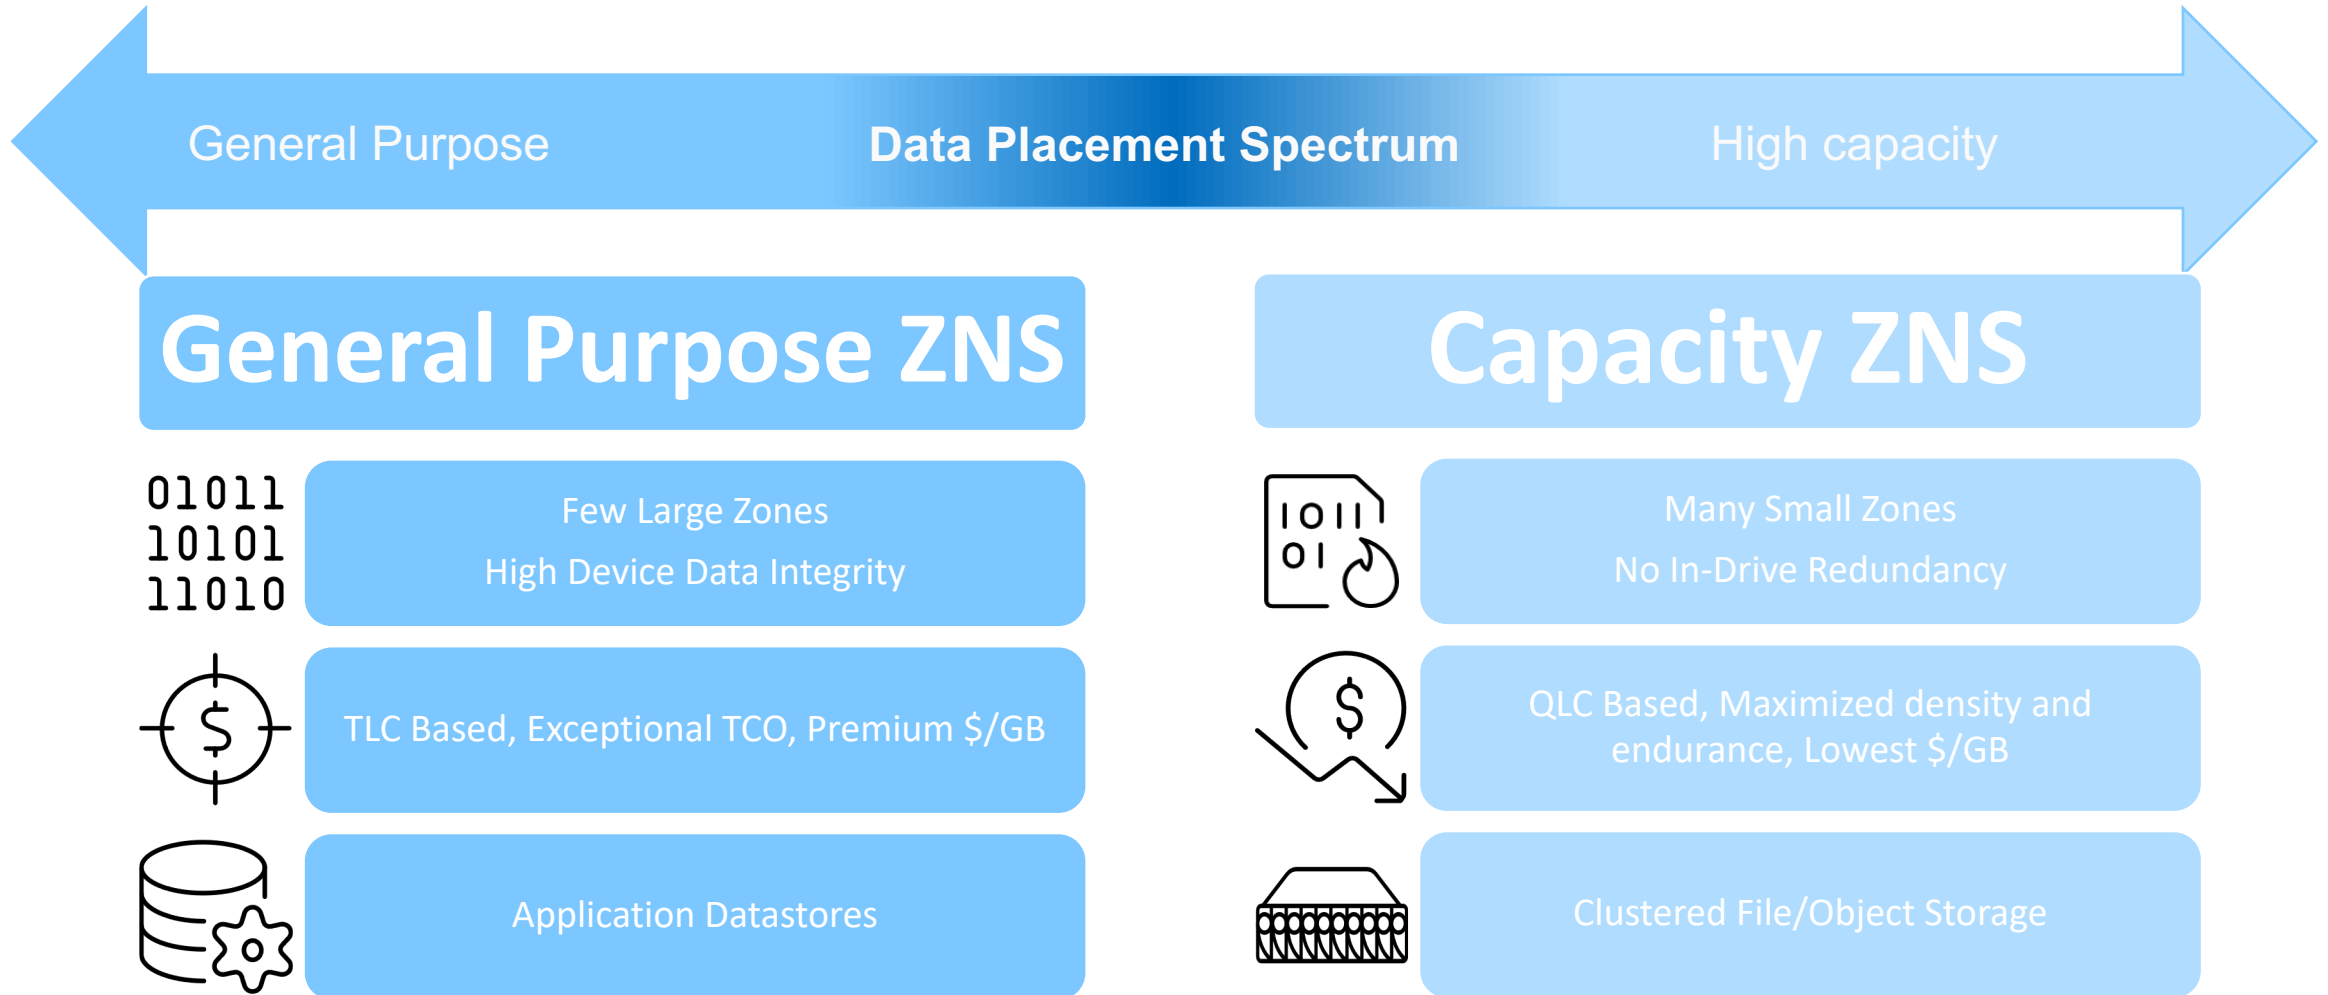 General Purpose
Data Placement Spectrum
High capacity
General Purpose ZNS
01011
10101
11010
Few Large Zones
High Device Data Integrity
$
TLC Based, Exceptional TCO, Premium $/GB
Application Datastores
Capacity ZNS
1011
01
Many Small Zones
No In-Drive Redundancy
$
QLC Based, Maximized density and
endurance, Lowest $/GB
Clustered File/Object Storage